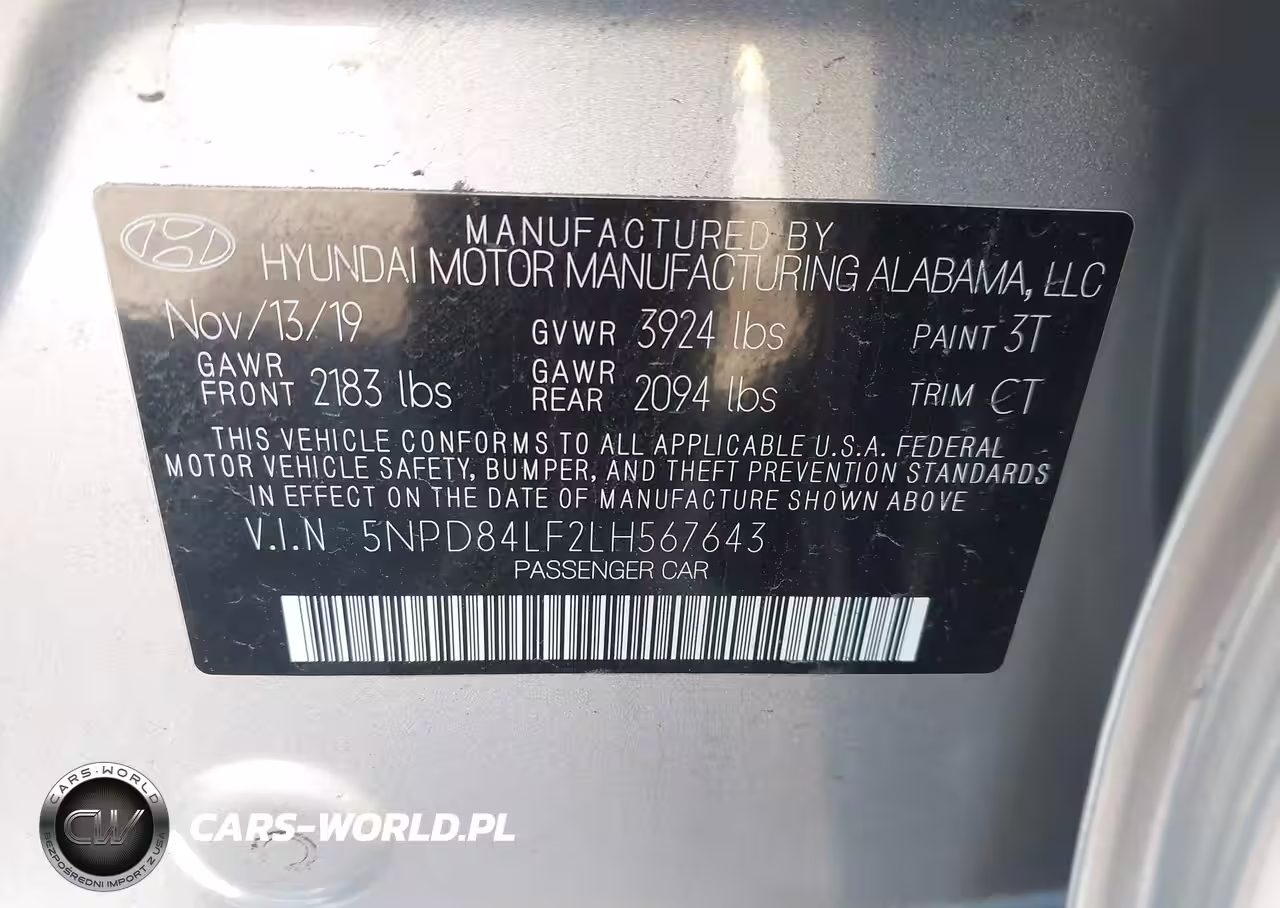 MANUFACTURED BY
HYUNDAI MOTOR MANUFACTURING ALABAMA, LLC
Nov/13/19 GVWR 3924 lbs PAINT 3T
GAWR FRONT 2183 lbs GAWR REAR 2094 lbs TRIM CT
THIS VEHICLE CONFORMS TO ALL APPLICABLE U.S.A. FEDERAL
MOTOR VEHICLE SAFETY, BUMPER, AND THEFT PREVENTION STANDARDS
IN EFFECT ON THE DATE OF MANUFACTURE SHOWN ABOVE
V.I.N 5NPD84LF2LH567643
PASSENGER CAR
CARS-WORLD
CW
BEZPOŚREDNI IMPORT Z USA
CARS-WORLD.PL